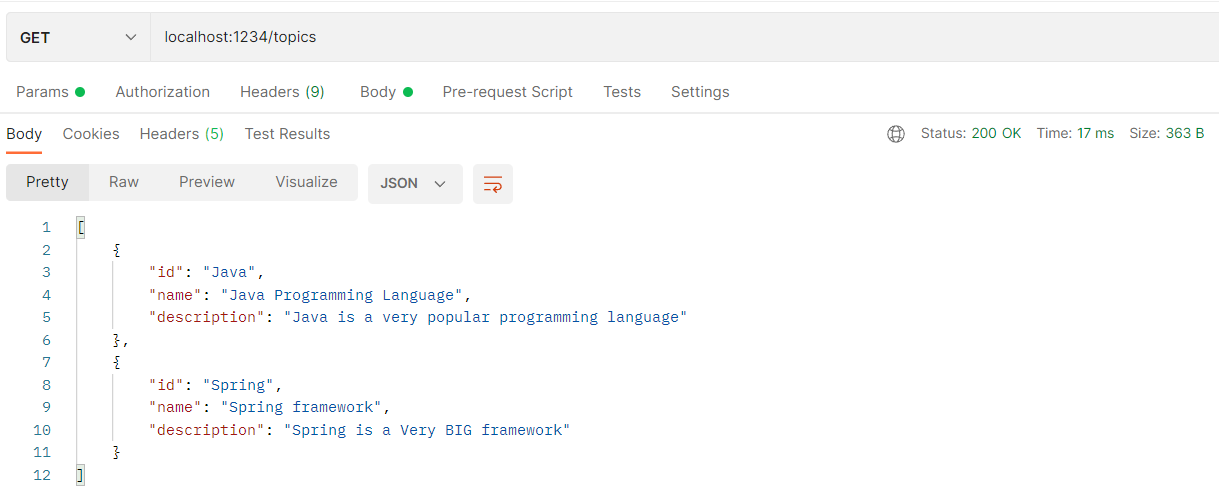 GET localhost:1234/topics
Params Authorization Headers (9) Body Pre-request Script Tests Settings
Body Cookies Headers (5) Test Results Status: 200 OK Time: 17 ms Size: 363 B
Pretty Raw Preview Visualize JSON
1 [
2 {
3 "id": "Java",
4 "name": "Java Programming Language",
5 "description": "Java is a very popular programming language"
6 },
7 {
8 "id": "Spring",
9 "name": "Spring framework",
10 "description": "Spring is a Very BIG framework"
11 }
12 ]